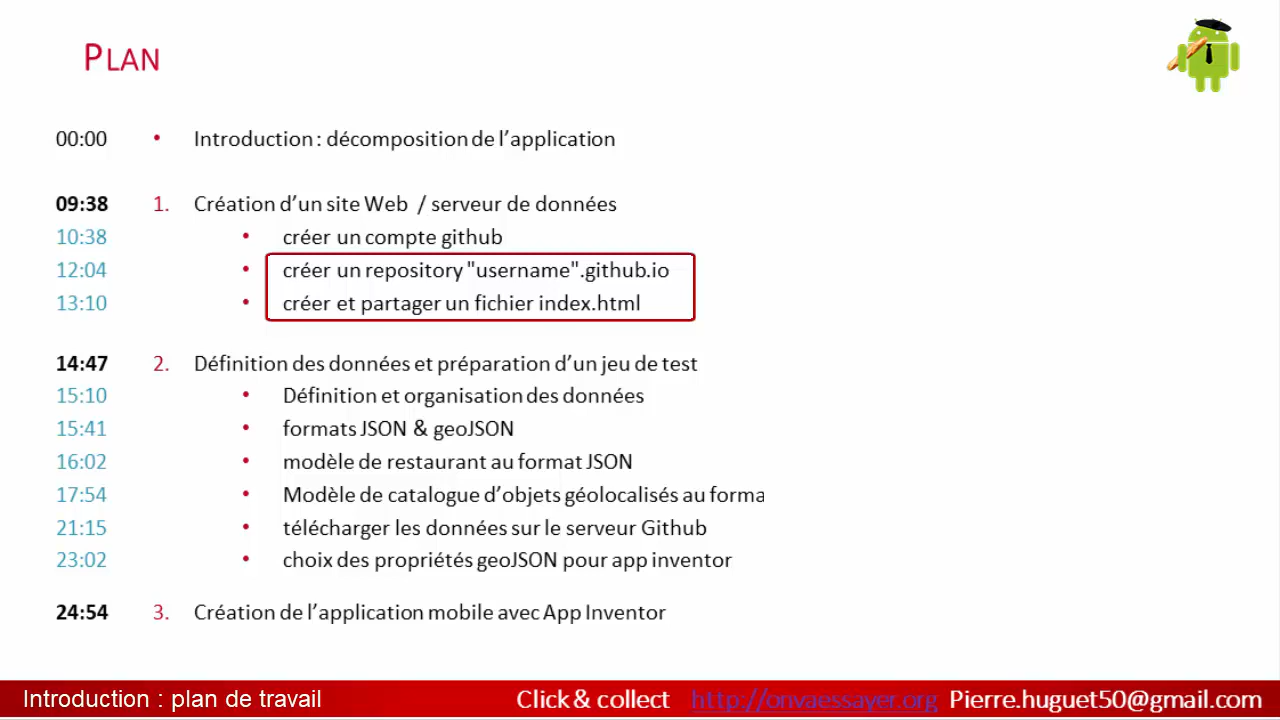 PLAN
00:00 • Introduction : décomposition de l’application
09:38 1. Création d’un site Web / serveur de données
10:38 • créer un compte github
12:04 • créer un repository "username".github.io
13:10 • créer et partager un fichier index.html
14:47 2. Définition des données et préparation d’un jeu de test
15:10 • Définition et organisation des données
15:41 • formats JSON & geoJSON
16:02 • modèle de restaurant au format JSON
17:54 • Modèle de catalogue d’objets géolocalisés au forma
21:15 • télécharger les données sur le serveur Github
23:02 • choix des propriétés geoJSON pour app inventor
24:54 3. Création de l’application mobile avec App Inventor
Introduction : plan de travail Click & collect http://onvaessayer.org Pierre.huguet50@gmail.com